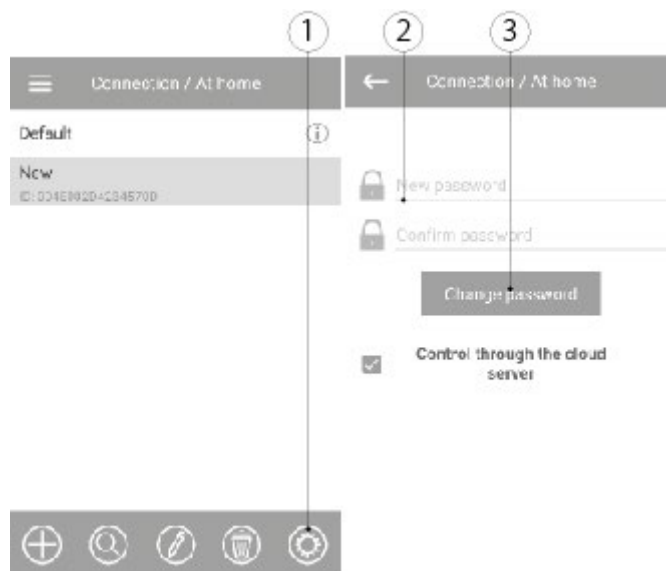 1
2
3
Connection / At home
Default
New
Connection / At home
New password
Confirm password
Change password
Control through the cloud
server